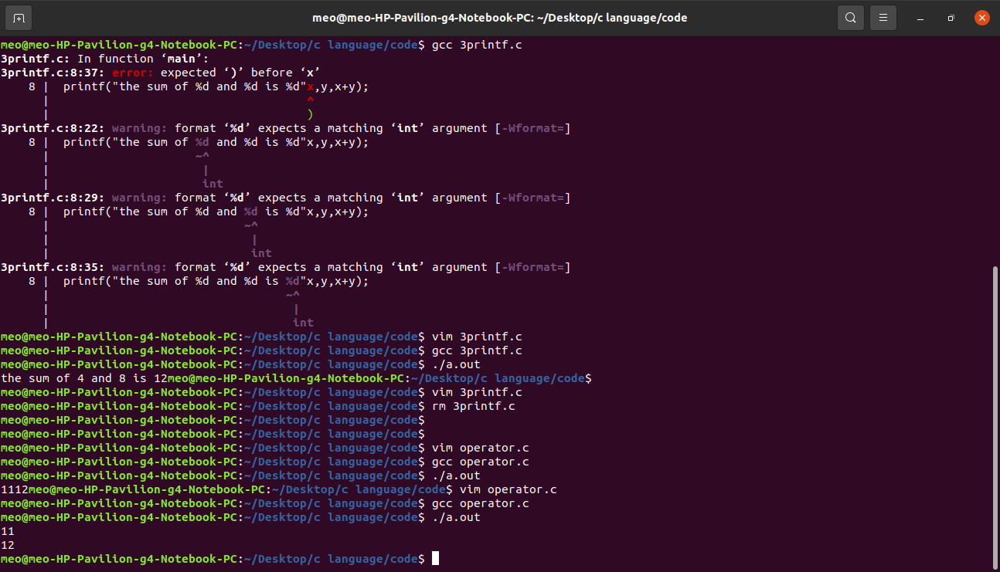 meo@meo-HP-Pavilion-g4-Notebook-PC: ~/Desktop/c language/code
meo@meo-HP-Pavilion-g4-Notebook-PC:~/Desktop/c language/code$ gcc 3printf.c
3printf.c: In function ‘main’:
3printf.c:8:37: error: expected ‘)’ before ‘x’
    8 |  printf("the sum of %d and %d is %d"x,y,x+y);
      |                                     ^
      |                                     )
3printf.c:8:22: warning: format ‘%d’ expects a matching ‘int’ argument [-Wformat=]
    8 |  printf("the sum of %d and %d is %d"x,y,x+y);
      |                     ~^
      |                      |
      |                      int
3printf.c:8:29: warning: format ‘%d’ expects a matching ‘int’ argument [-Wformat=]
    8 |  printf("the sum of %d and %d is %d"x,y,x+y);
      |                            ~^
      |                             |
      |                             int
3printf.c:8:35: warning: format ‘%d’ expects a matching ‘int’ argument [-Wformat=]
    8 |  printf("the sum of %d and %d is %d"x,y,x+y);
      |                                  ~^
      |                                   |
      |                                   int
meo@meo-HP-Pavilion-g4-Notebook-PC:~/Desktop/c language/code$ vim 3printf.c
meo@meo-HP-Pavilion-g4-Notebook-PC:~/Desktop/c language/code$ gcc 3printf.c
meo@meo-HP-Pavilion-g4-Notebook-PC:~/Desktop/c language/code$ ./a.out
the sum of 4 and 8 is 12meo@meo-HP-Pavilion-g4-Notebook-PC:~/Desktop/c language/code$
meo@meo-HP-Pavilion-g4-Notebook-PC:~/Desktop/c language/code$ vim 3printf.c
meo@meo-HP-Pavilion-g4-Notebook-PC:~/Desktop/c language/code$ rm 3printf.c
meo@meo-HP-Pavilion-g4-Notebook-PC:~/Desktop/c language/code$
meo@meo-HP-Pavilion-g4-Notebook-PC:~/Desktop/c language/code$
meo@meo-HP-Pavilion-g4-Notebook-PC:~/Desktop/c language/code$ vim operator.c
meo@meo-HP-Pavilion-g4-Notebook-PC:~/Desktop/c language/code$ gcc operator.c
meo@meo-HP-Pavilion-g4-Notebook-PC:~/Desktop/c language/code$ ./a.out
1112meo@meo-HP-Pavilion-g4-Notebook-PC:~/Desktop/c language/code$ vim operator.c
meo@meo-HP-Pavilion-g4-Notebook-PC:~/Desktop/c language/code$ gcc operator.c
meo@meo-HP-Pavilion-g4-Notebook-PC:~/Desktop/c language/code$ ./a.out
11
12
meo@meo-HP-Pavilion-g4-Notebook-PC:~/Desktop/c language/code$